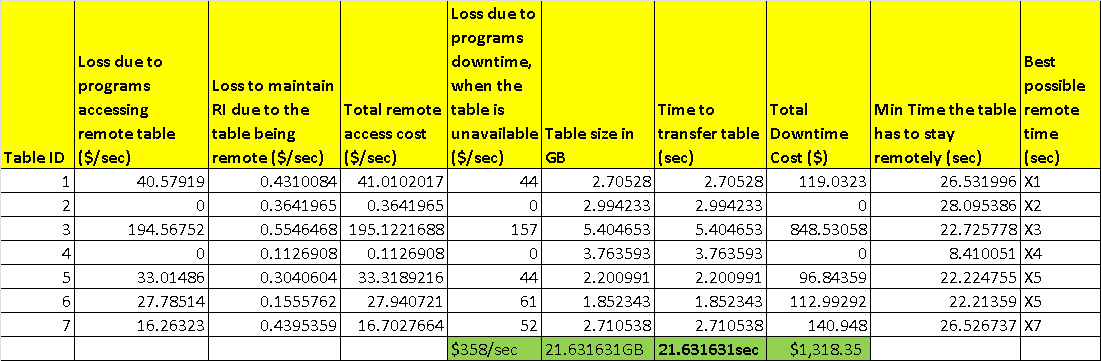 Table ID Loss due to programs accessing remote table ($/sec) Loss to maintain RI due to the table being remote ($/sec) Total remote access cost ($/sec) Loss due to programs downtime, when the table is unavailable ($/sec) Table size in GB Time to transfer table (sec) Total Downtime Cost ($) Min Time the table has to stay remotely (sec) Best possible remote time (sec)
1 40.57919 0.4310084 41.0102017 44 2.70528 2.70528 119.0323 26.531996 X1
2 0 0.3641965 0.3641965 0 2.994233 2.994233 0 28.095386 X2
3 194.56752 0.5546468 195.1221688 157 5.404653 5.404653 848.53058 22.725778 X3
4 0 0.1126908 0.1126908 0 3.763593 3.763593 0 8.410051 X4
5 33.01486 0.3040604 33.3189216 44 2.200991 2.200991 96.84359 22.224755 X5
6 27.78514 0.1555762 27.940721 61 1.852343 1.852343 112.99292 22.21359 X5
7 16.26323 0.4395359 16.7027664 52 2.710538 2.710538 140.948 26.526737 X7
$358/sec 21.631631GB 21.631631sec $1,318.35